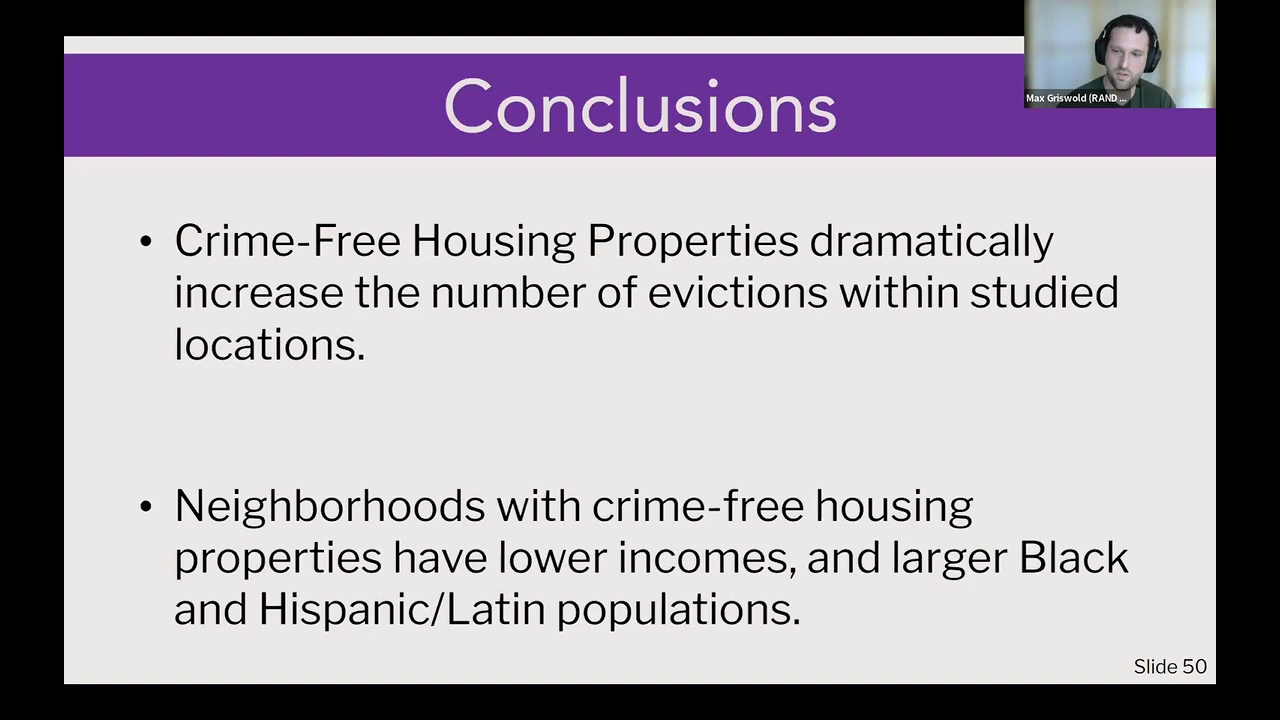 Conclusions
Max Griswold (RAND ...
• Crime-Free Housing Properties dramatically
increase the number of evictions within studied
locations.
• Neighborhoods with crime-free housing
properties have lower incomes, and larger Black
and Hispanic/Latin populations.
Slide 50